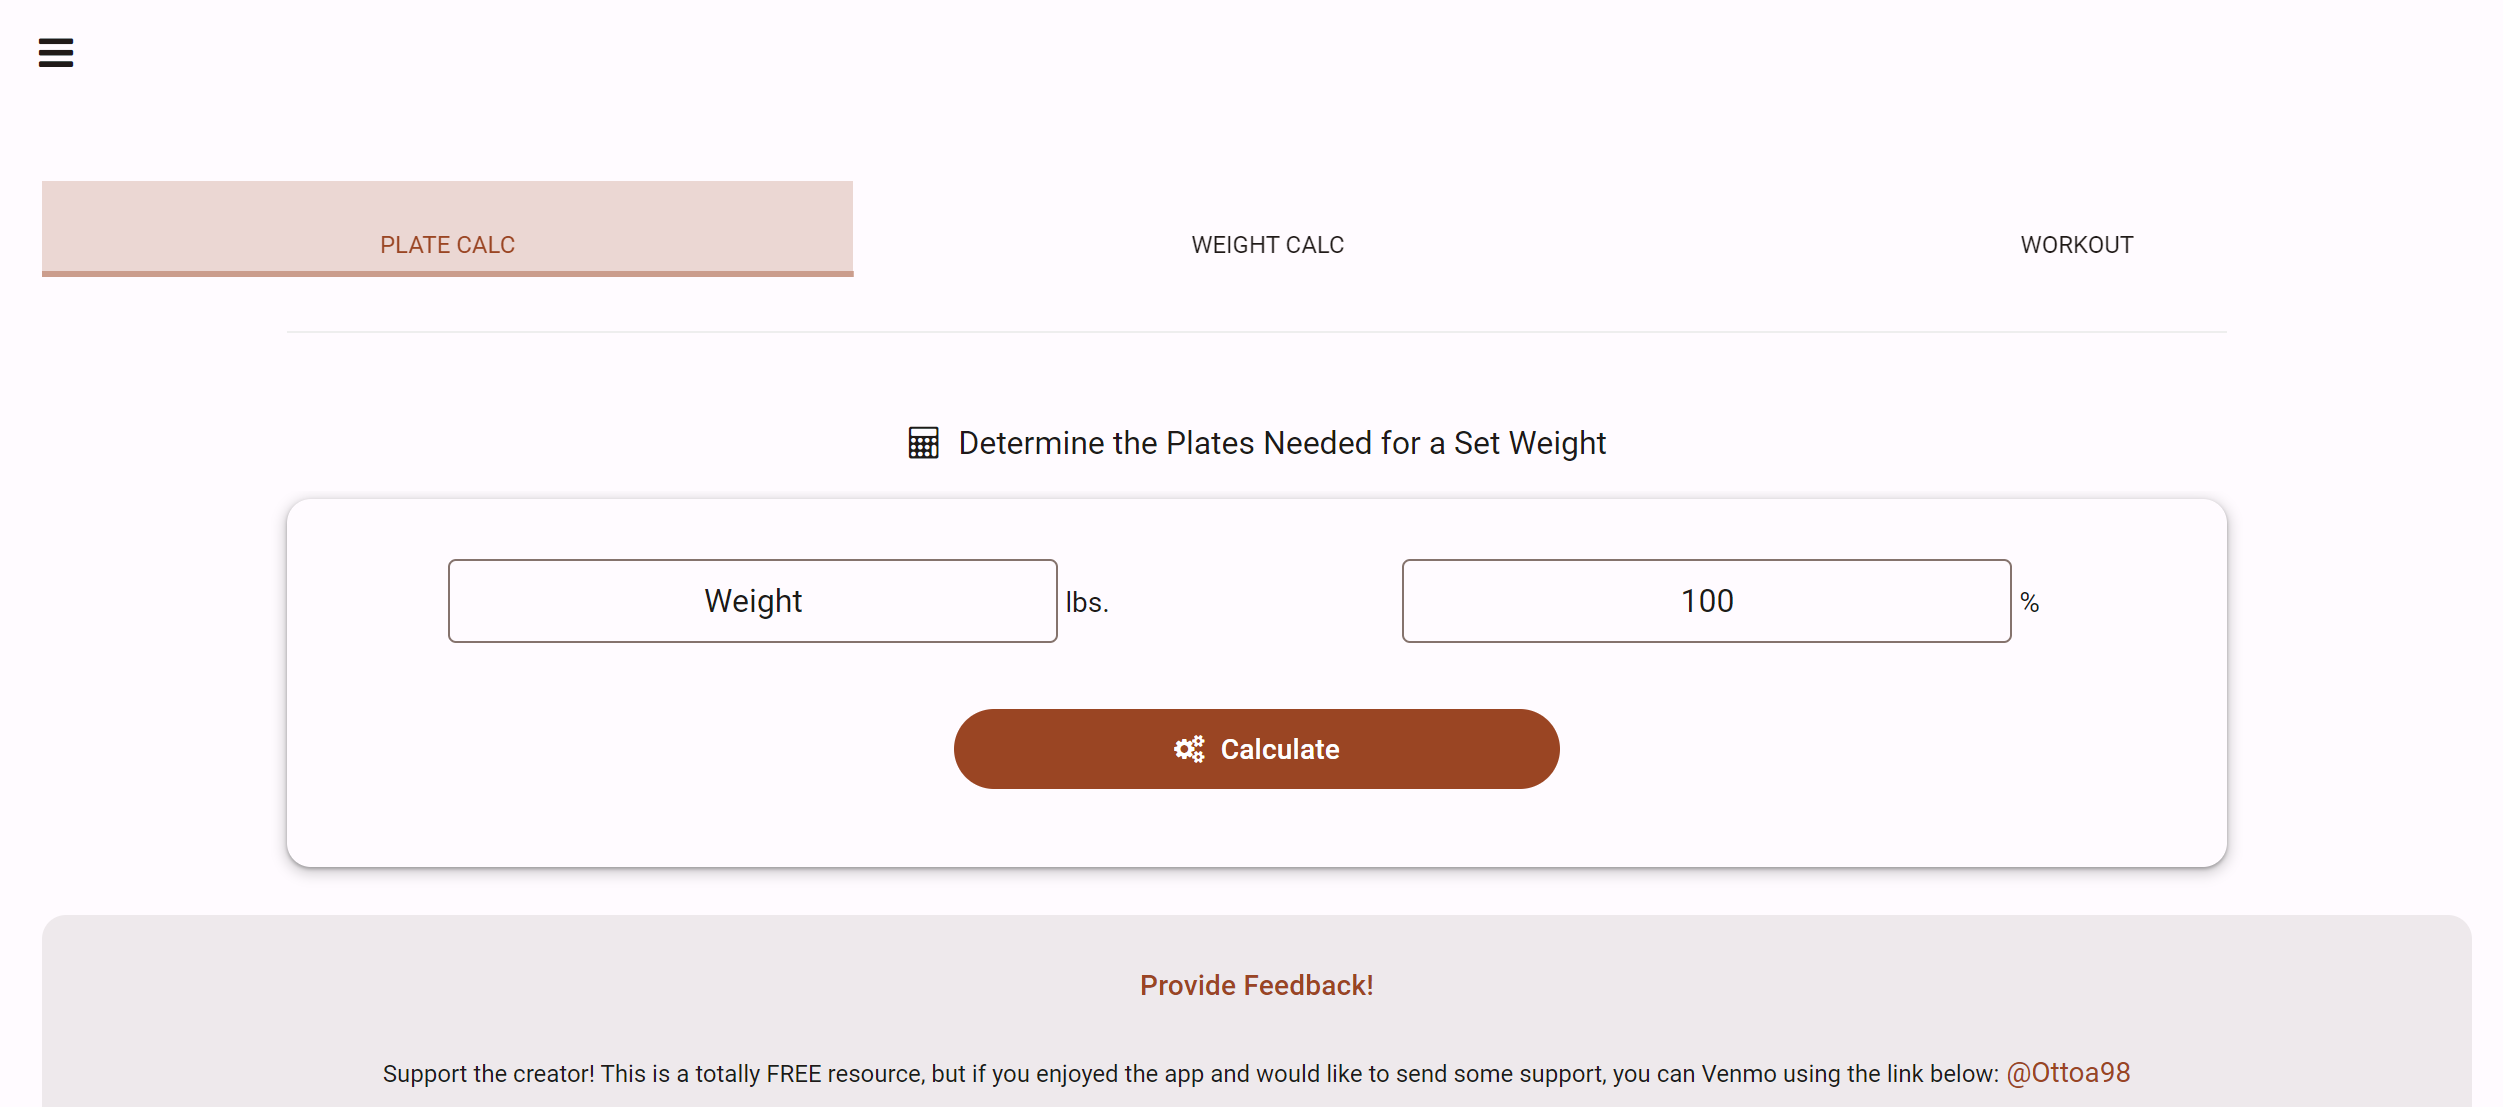 PLATE CALC
WEIGHT CALC
WORKOUT
Determine the Plates Needed for a Set Weight
Weight lbs.
100 %
Calculate
Provide Feedback!
Support the creator! This is a totally FREE resource, but if you enjoyed the app and would like to send some support, you can Venmo using the link below: @Ottoa98